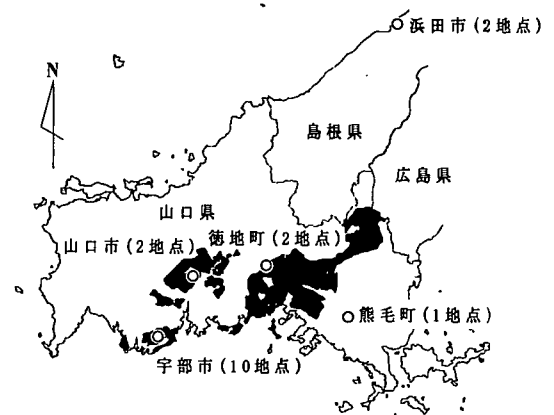 浜田市(2地点)
N
島根県
広島県
山口県
山口市(2地点)
徳地町(2地点)
熊毛町(1地点)
宇部市(10地点)